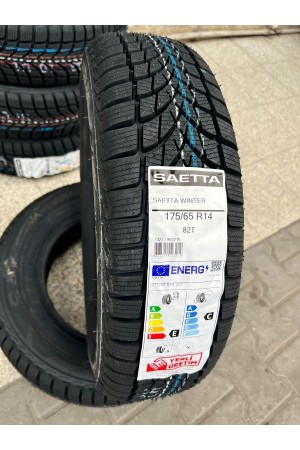 SAETTA
SAETTA WINTER
175/65 R14
82T
ENERG
A
B
C
D
E
A
B
C
D
E
E
C
YERLİ
ÜRETİM